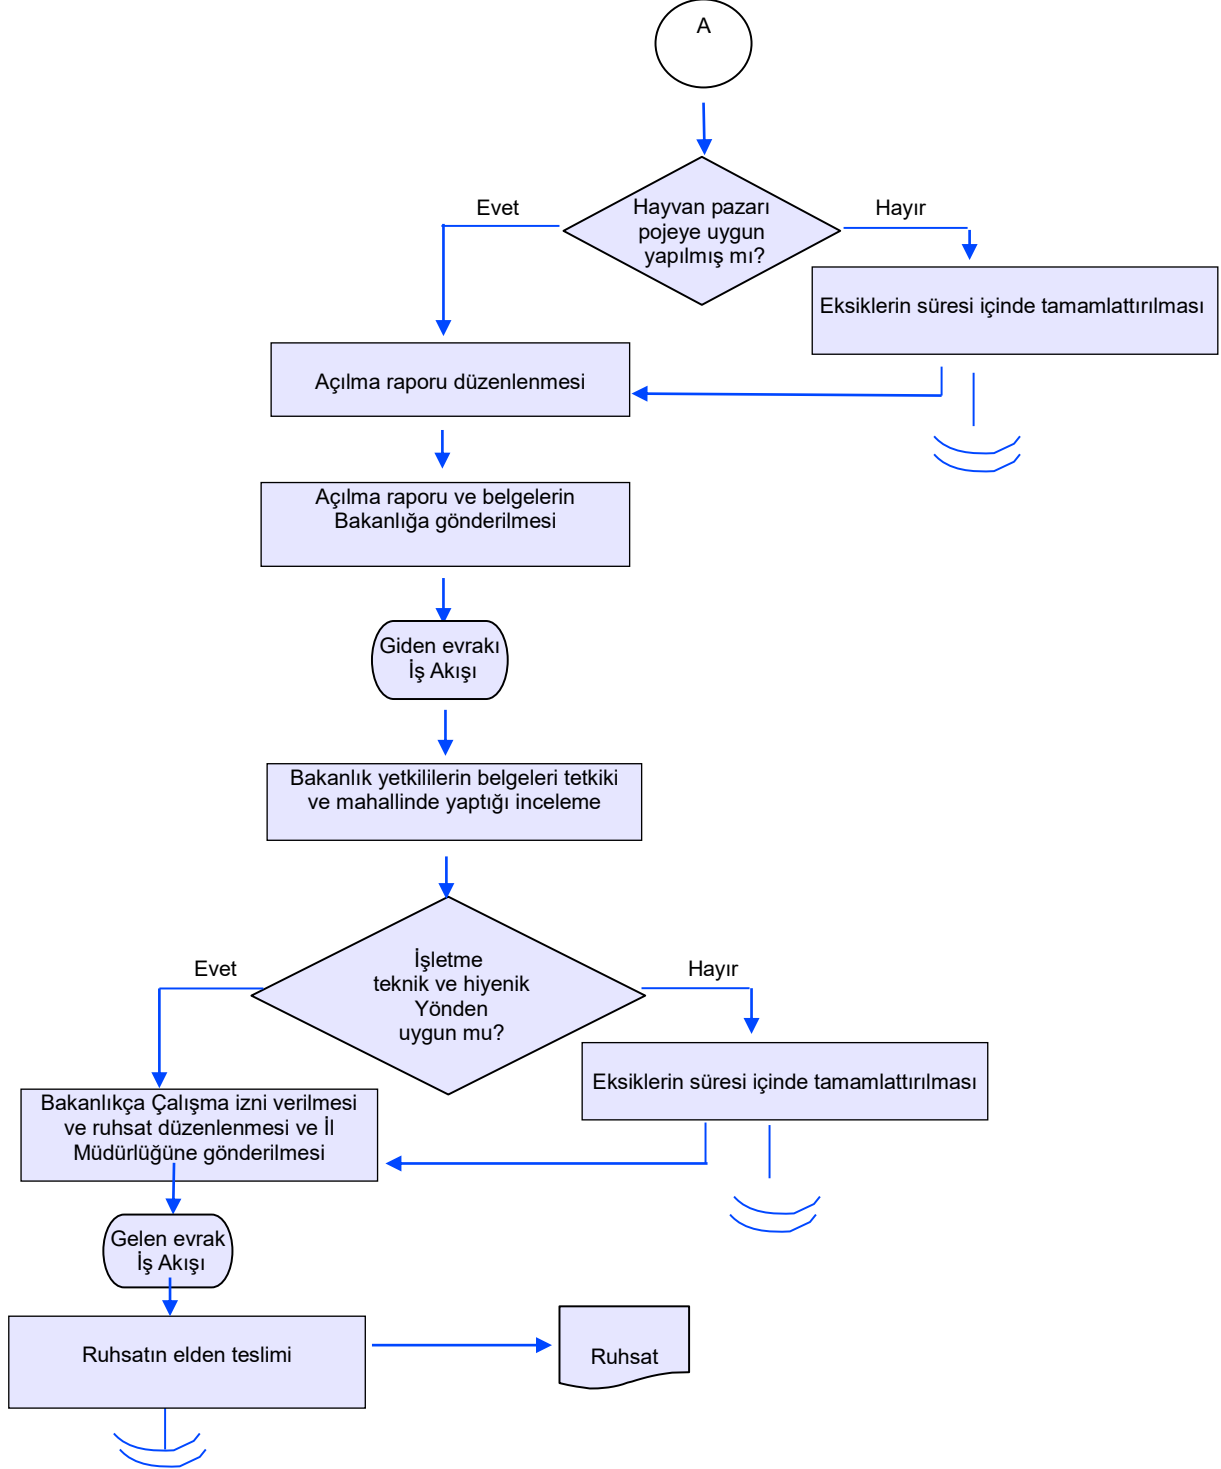 A
Evet
Hayvan pazarı
pojeye uygun
yapılmış mı?
Hayır
Eksiklerin süresi içinde tamamlattırılması
Açılma raporu düzenlenmesi
Açılma raporu ve belgelerin
Bakanlığa gönderilmesi
Giden evrakı
İş Akışı
Bakanlık yetkililerin belgeleri tetkiki
ve mahallinde yaptığı inceleme
Evet
İşletme
teknik ve hiyenik
Yönden
uygun mu?
Hayır
Eksiklerin süresi içinde tamamlattırılması
Bakanlıkça Çalışma izni verilmesi
ve ruhsat düzenlenmesi ve İl
Müdürlüğüne gönderilmesi
Gelen evrak
İş Akışı
Ruhsatın elden teslimi
Ruhsat